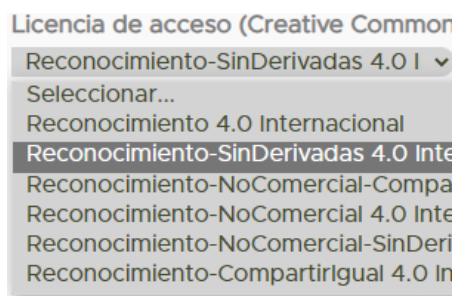 Licencia de acceso (Creative Common
Reconocimiento-SinDerivadas 4.0 I
Seleccionar...
Reconocimiento 4.0 Internacional
Reconocimiento-SinDerivadas 4.0 Inte
Reconocimiento-NoComercial-Compa
Reconocimiento-NoComercial 4.0 Inte
Reconocimiento-NoComercial-SinDeri
Reconocimiento-CompartirIgual 4.0 In